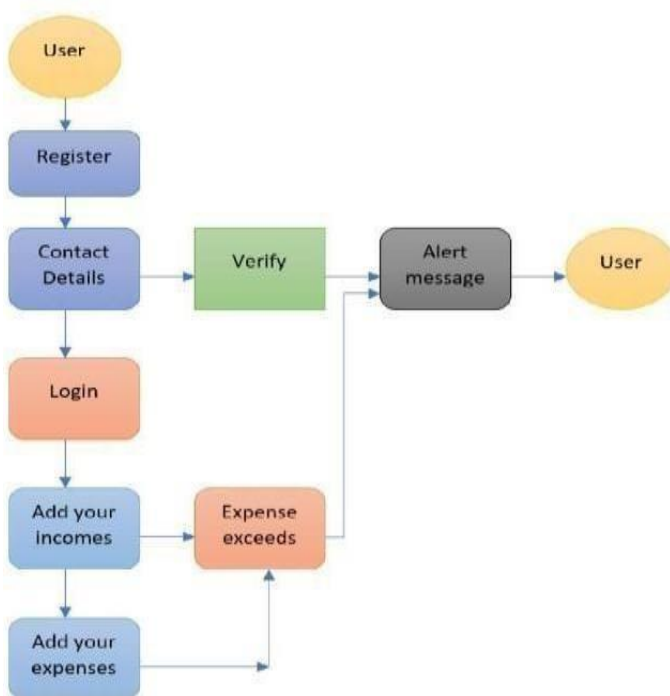 User
Register
Contact
Details
Verify
Alert
message
User
Login
Add your
incomes
Expense
exceeds
Add your
expenses